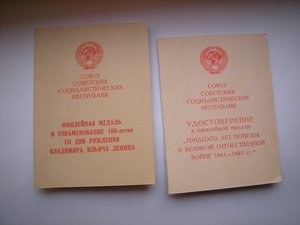 СОЮЗ
СОВЕТСКИХ
СОЦИАЛИСТИЧЕСКИХ
РЕСПУБЛИК
ЮБИЛЕЙНАЯ МЕДАЛЬ
В ОЗНАМЕНОВАНИЕ 100-летия
СО ДНЯ РОЖДЕНИЯ
ВЛАДИМИРА ИЛЬИЧА ЛЕНИНА
СОЮЗ
СОВЕТСКИХ
СОЦИАЛИСТИЧЕСКИХ
РЕСПУБЛИК
УДОСТОВЕРЕНИЕ
к юбилейной медали
„ТРИДЦАТЬ ЛЕТ ПОБЕДЫ
В ВЕЛИКОЙ ОТЕЧЕСТВЕННОЙ
ВОЙНЕ 1941—1945 гг."